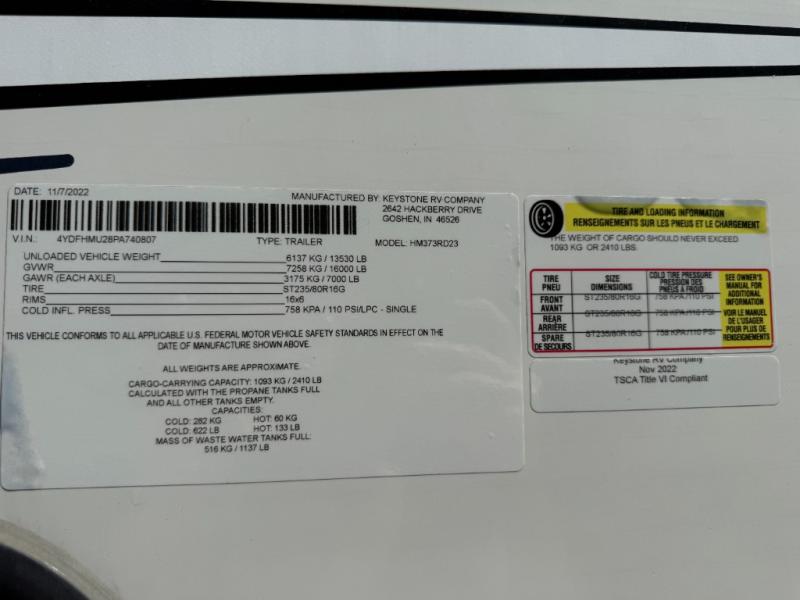 DATE: 11/7/2022
MANUFACTURED BY: KEYSTONE RV COMPANY
2642 HACKBERRY DRIVE
GOSHEN, IN 46526
V.I.N.: 4YDFHMU28PA740807 TYPE: TRAILER MODEL: HM373RD23
UNLOADED VEHICLE WEIGHT 6137 KG / 13530 LB
GVWR 7258 KG / 16000 LB
GAWR (EACH AXLE) 3175 KG / 7000 LB
TIRE ST235/80R16G
RIMS 16x6
COLD INFL. PRESS 758 KPA / 110 PSI/LPC - SINGLE
THIS VEHICLE CONFORMS TO ALL APPLICABLE U.S. FEDERAL MOTOR VEHICLE SAFETY STANDARDS IN EFFECT ON THE
DATE OF MANUFACTURE SHOWN ABOVE.
ALL WEIGHTS ARE APPROXIMATE.
CARGO-CARRYING CAPACITY: 1093 KG / 2410 LB
CALCULATED WITH THE PROPANE TANKS FULL
AND ALL OTHER TANKS EMPTY.
CAPACITIES:
COLD: 282 KG HOT: 60 KG
COLD: 622 LB HOT: 133 LB
MASS OF WASTE WATER TANKS FULL:
516 KG / 1137 LB
TIRE AND LOADING INFORMATION
RENSEIGNEMENTS SUR LES PNEUS ET LE CHARGEMENT
THE WEIGHT OF CARGO SHOULD NEVER EXCEED
1093 KG OR 2410 LBS.
TIRE
PNEU
SIZE
DIMENSIONS
COLD TIRE PRESSURE
PRESSION DES
PNEUS A FROID
SEE OWNER'S
MANUAL FOR
ADDITIONAL
INFORMATION
VOIR LE MANUEL
DE L'USAGER
POUR PLUS DE
RENSEIGNEMENTS
FRONT
AVANT
ST235/80R16G 758 KPA /110 PSI
REAR
ARRIÈRE
ST235/80R16G 758 KPA /110 PSI
SPARE
DE SECOURS
ST235/80R16G 758 KPA /110 PSI
Keystone RV Company
Nov 2022
TSCA Title VI Compliant